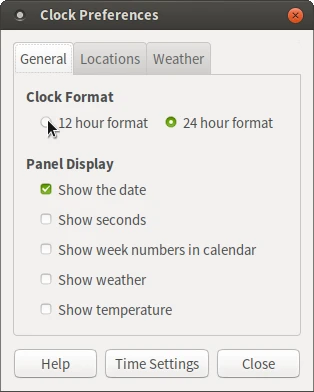 Clock Preferences
General Locations Weather
Clock Format
12 hour format 24 hour format
Panel Display
Show the date
Show seconds
Show week numbers in calendar
Show weather
Show temperature
Help Time Settings Close